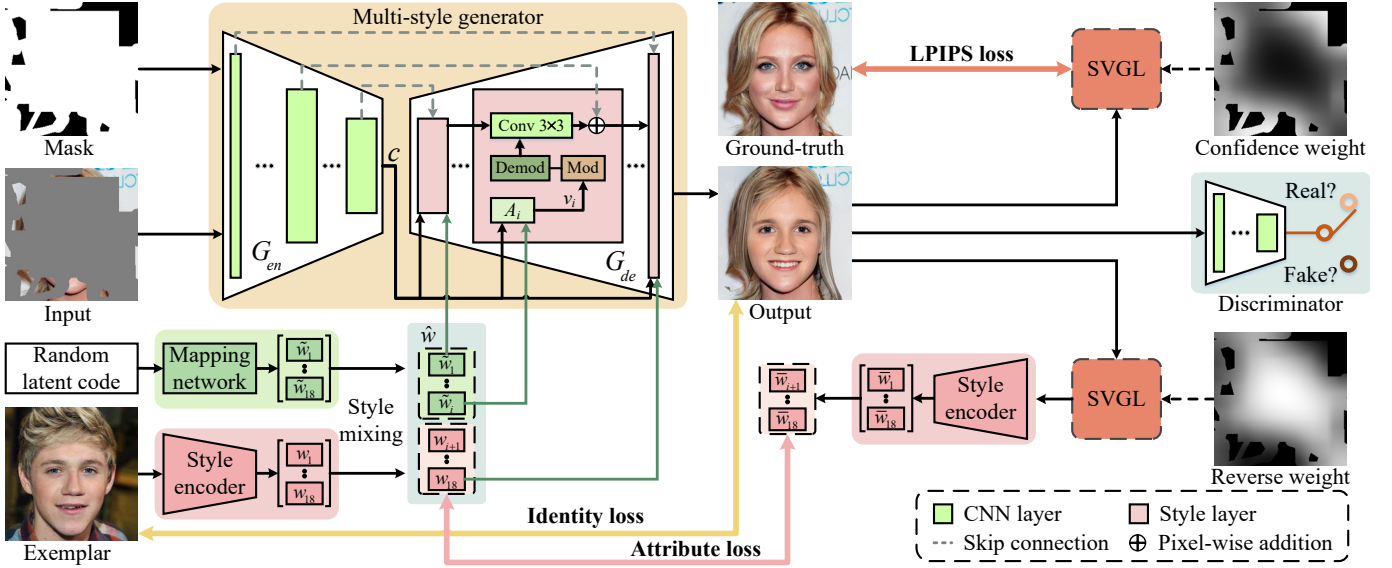 Multi-style generator
Mask
Input
G_en
...
...
c
...
Conv 3×3
Demod
Mod
A_i
v_i
...
G_de
Ground-truth
Output
LPIPS loss
SVGL
Confidence weight
Real?
...
Fake?
Discriminator
Random
latent code
Mapping
network
w̃_1
w̃_18
ŵ
w̃_1
w̃_i
Style
mixing
w_{i+1}
w_18
Exemplar
Style
encoder
w_1
w_18
w̄_{i+1}
w̄_18
w̄_1
w̄_18
Style
encoder
SVGL
Reverse weight
Identity loss
Attribute loss
CNN layer
Style layer
Skip connection
Pixel-wise addition